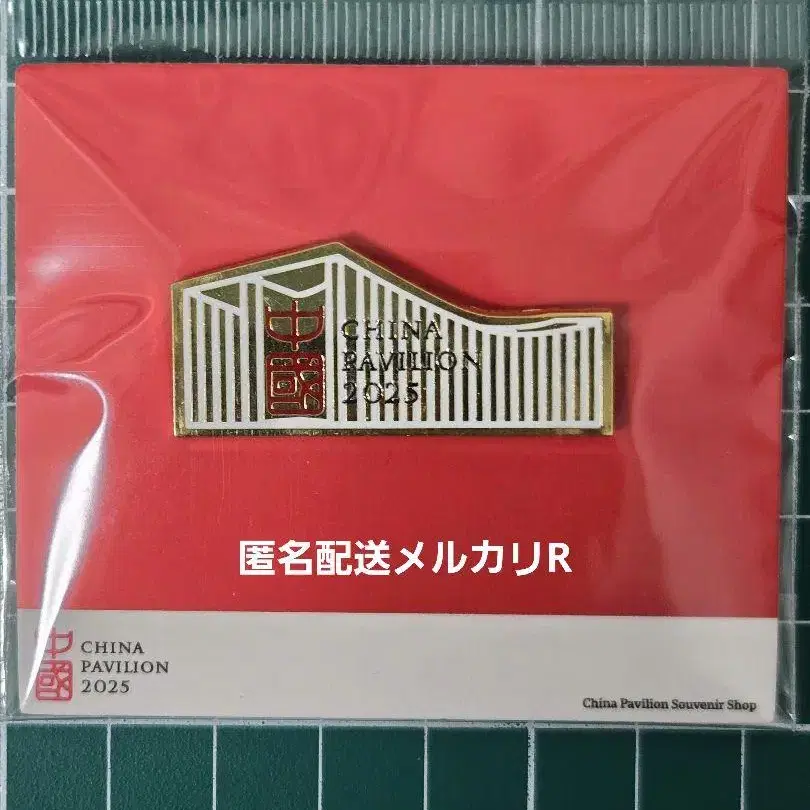 中國
CHINA
PAVILION
2025
匿名配送メルカリR
中國
CHINA
PAVILION
2025
China Pavilion Souvenir Shop